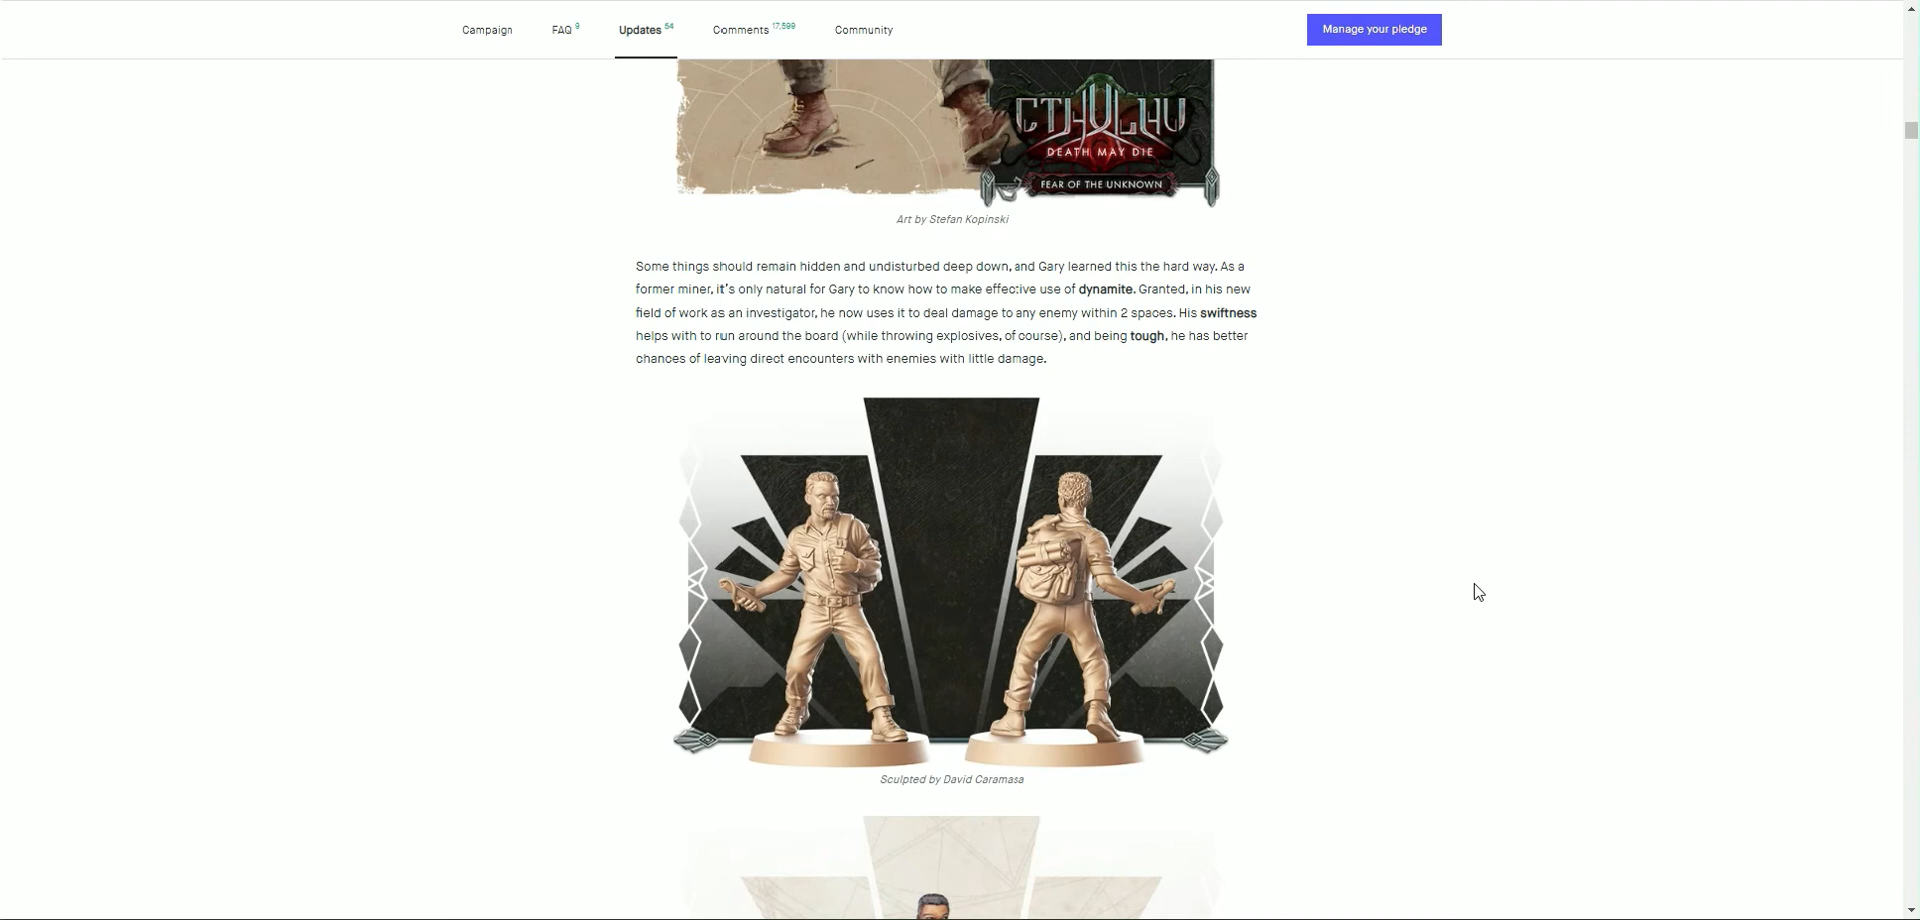 Campaign FAQ 9 Updates 54 Comments 17,599 Community Manage your pledge
CTHULHU
DEATH MAY DIE
FEAR OF THE UNKNOWN
Art by Stefan Kopinski
Some things should remain hidden and undisturbed deep down, and Gary learned this the hard way. As a
former miner, it's only natural for Gary to know how to make effective use of dynamite. Granted, in his new
field of work as an investigator, he now uses it to deal damage to any enemy within 2 spaces. His swiftness
helps with to run around the board (while throwing explosives, of course), and being tough, he has better
chances of leaving direct encounters with enemies with little damage.
Sculpted by David Caramasa